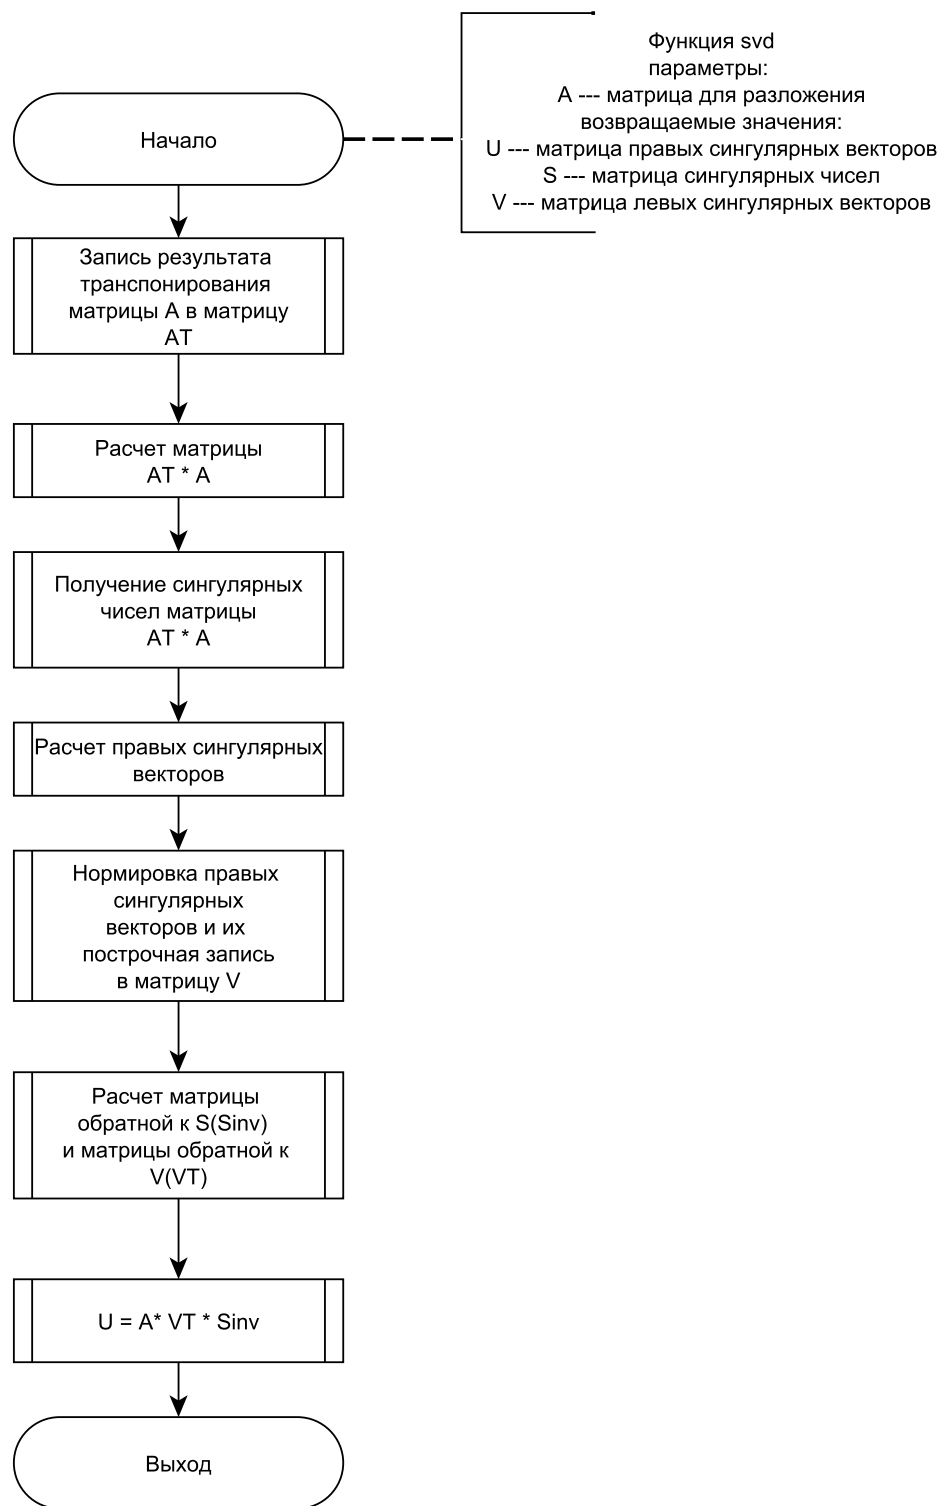 Функция svd
параметры:
A --- матрица для разложения
возвращаемые значения:
U --- матрица правых сингулярных векторов
S --- матрица сингулярных чисел
V --- матрица левых сингулярных векторов
Начало
Запись результата
транспонирования
матрицы A в матрицу
AT
Расчет матрицы
AT * A
Получение сингулярных
чисел матрицы
AT * A
Расчет правых сингулярных
векторов
Нормировка правых
сингулярных
векторов и их
построчная запись
в матрицу V
Расчет матрицы
обратной к S(Sinv)
и матрицы обратной к
V(VT)
U = A* VT * Sinv
Выход